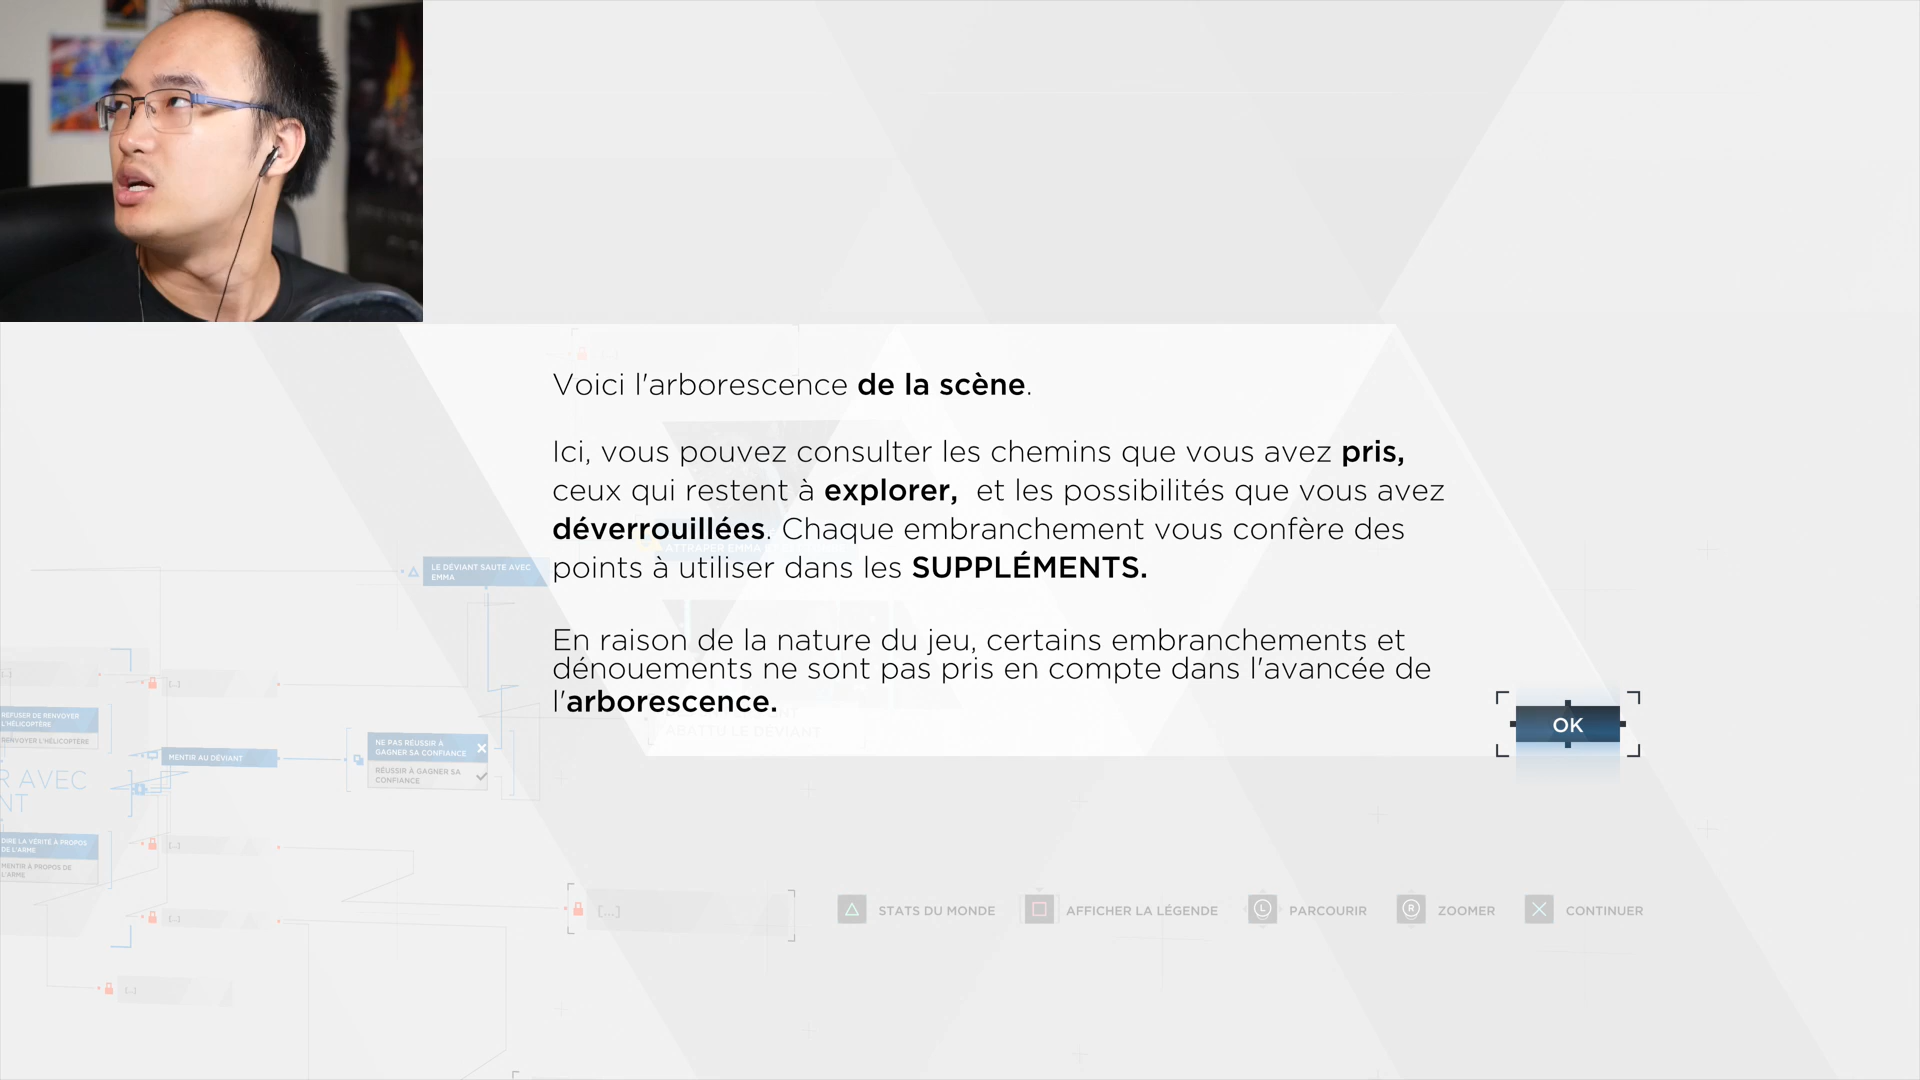 Voici l'arborescence de la scène.
Ici, vous pouvez consulter les chemins que vous avez pris,
ceux qui restent à explorer, et les possibilités que vous avez
déverrouillées. Chaque embranchement vous confère des
points à utiliser dans les SUPPLÉMENTS.
En raison de la nature du jeu, certains embranchements et
dénouements ne sont pas pris en compte dans l'avancée de
l'arborescence.
OK
LE DÉVIANT SAUTE AVEC
EMMA
REFUSER DE RENVOYER
L'HÉLICOPTÈRE
RENVOYER L'HÉLICOPTÈRE
MENTIR AU DÉVIANT
NE PAS RÉUSSIR À
GAGNER SA CONFIANCE
RÉUSSIR À GAGNER SA
CONFIANCE
R AVEC
NT
DIRE LA VÉRITÉ À PROPOS
DE L'ARME
MENTIR À PROPOS DE
L'ARME
ABATTU LE DÉVIANT
[...]
STATS DU MONDE
AFFICHER LA LÉGENDE
L PARCOURIR
R ZOOMER
CONTINUER